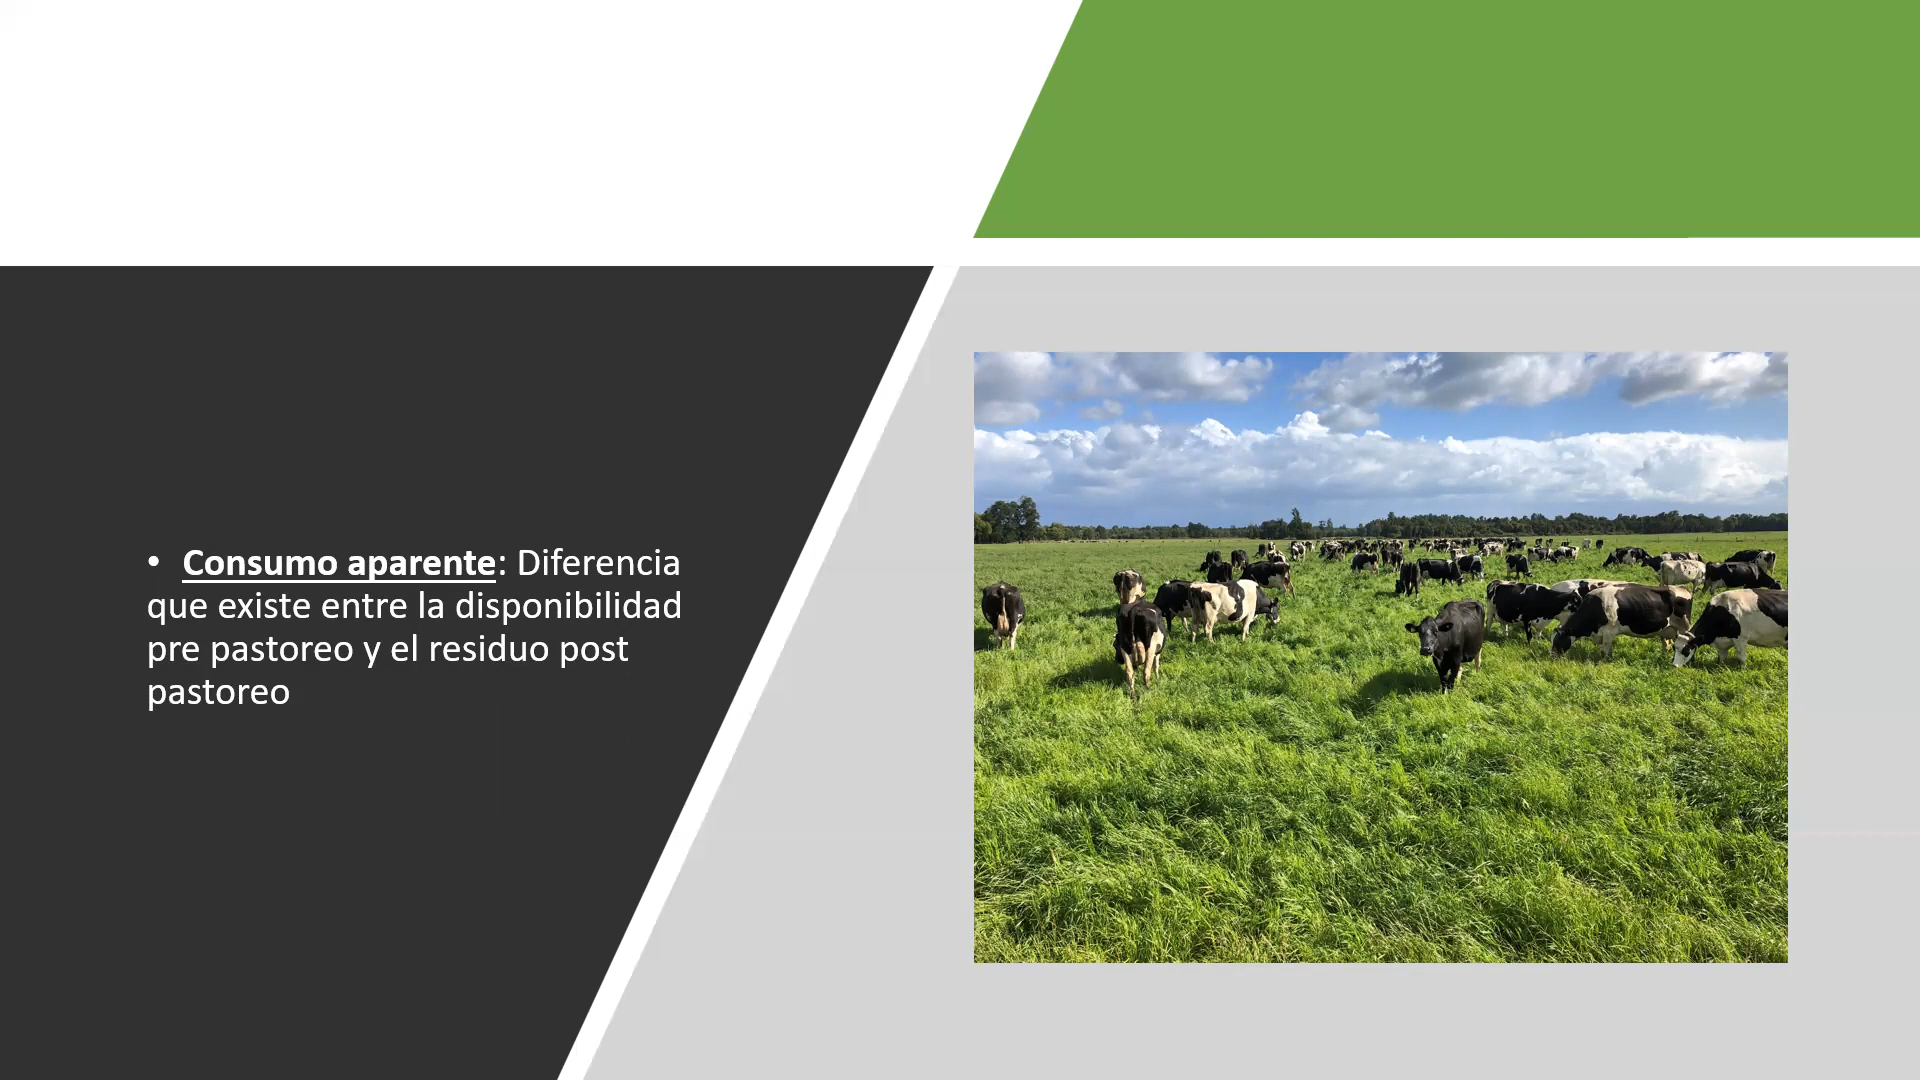 • Consumo aparente: Diferencia
que existe entre la disponibilidad
pre pastoreo y el residuo post
pastoreo